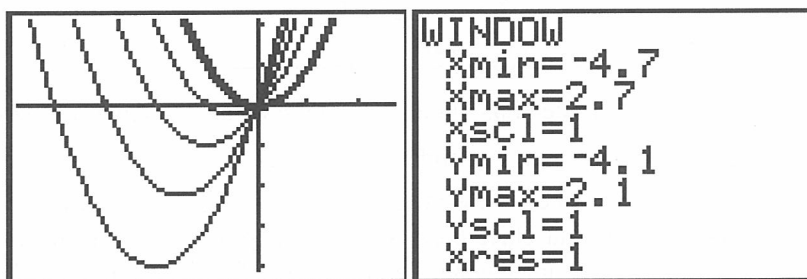 WINDOW
Xmin=-4.7
Xmax=2.7
Xscl=1
Ymin=-4.1
Ymax=2.1
Yscl=1
Xres=1